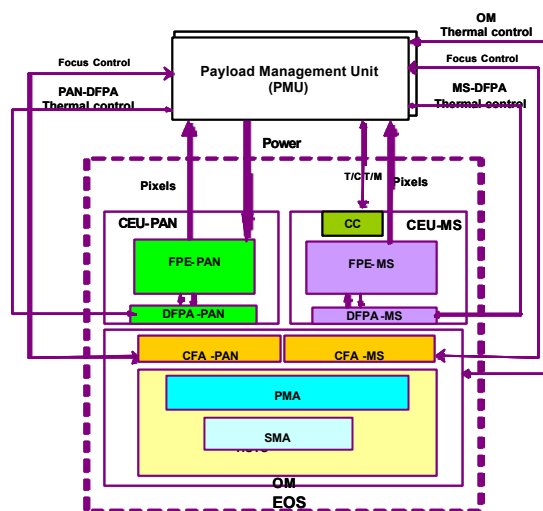 OM
Thermal control
Focus Control
Payload Management Unit
(PMU)
Focus Control
PAN-DFPA
Thermal control
MS-DFPA
Thermal control
Power
Pixels
T/C T/M
Pixels
CEU-PAN
CC
CEU-MS
FPE-PAN
FPE-MS
DFPA -PAN
DFPA -MS
CFA -PAN
CFA -MS
PMA
SMA
OM
EOS